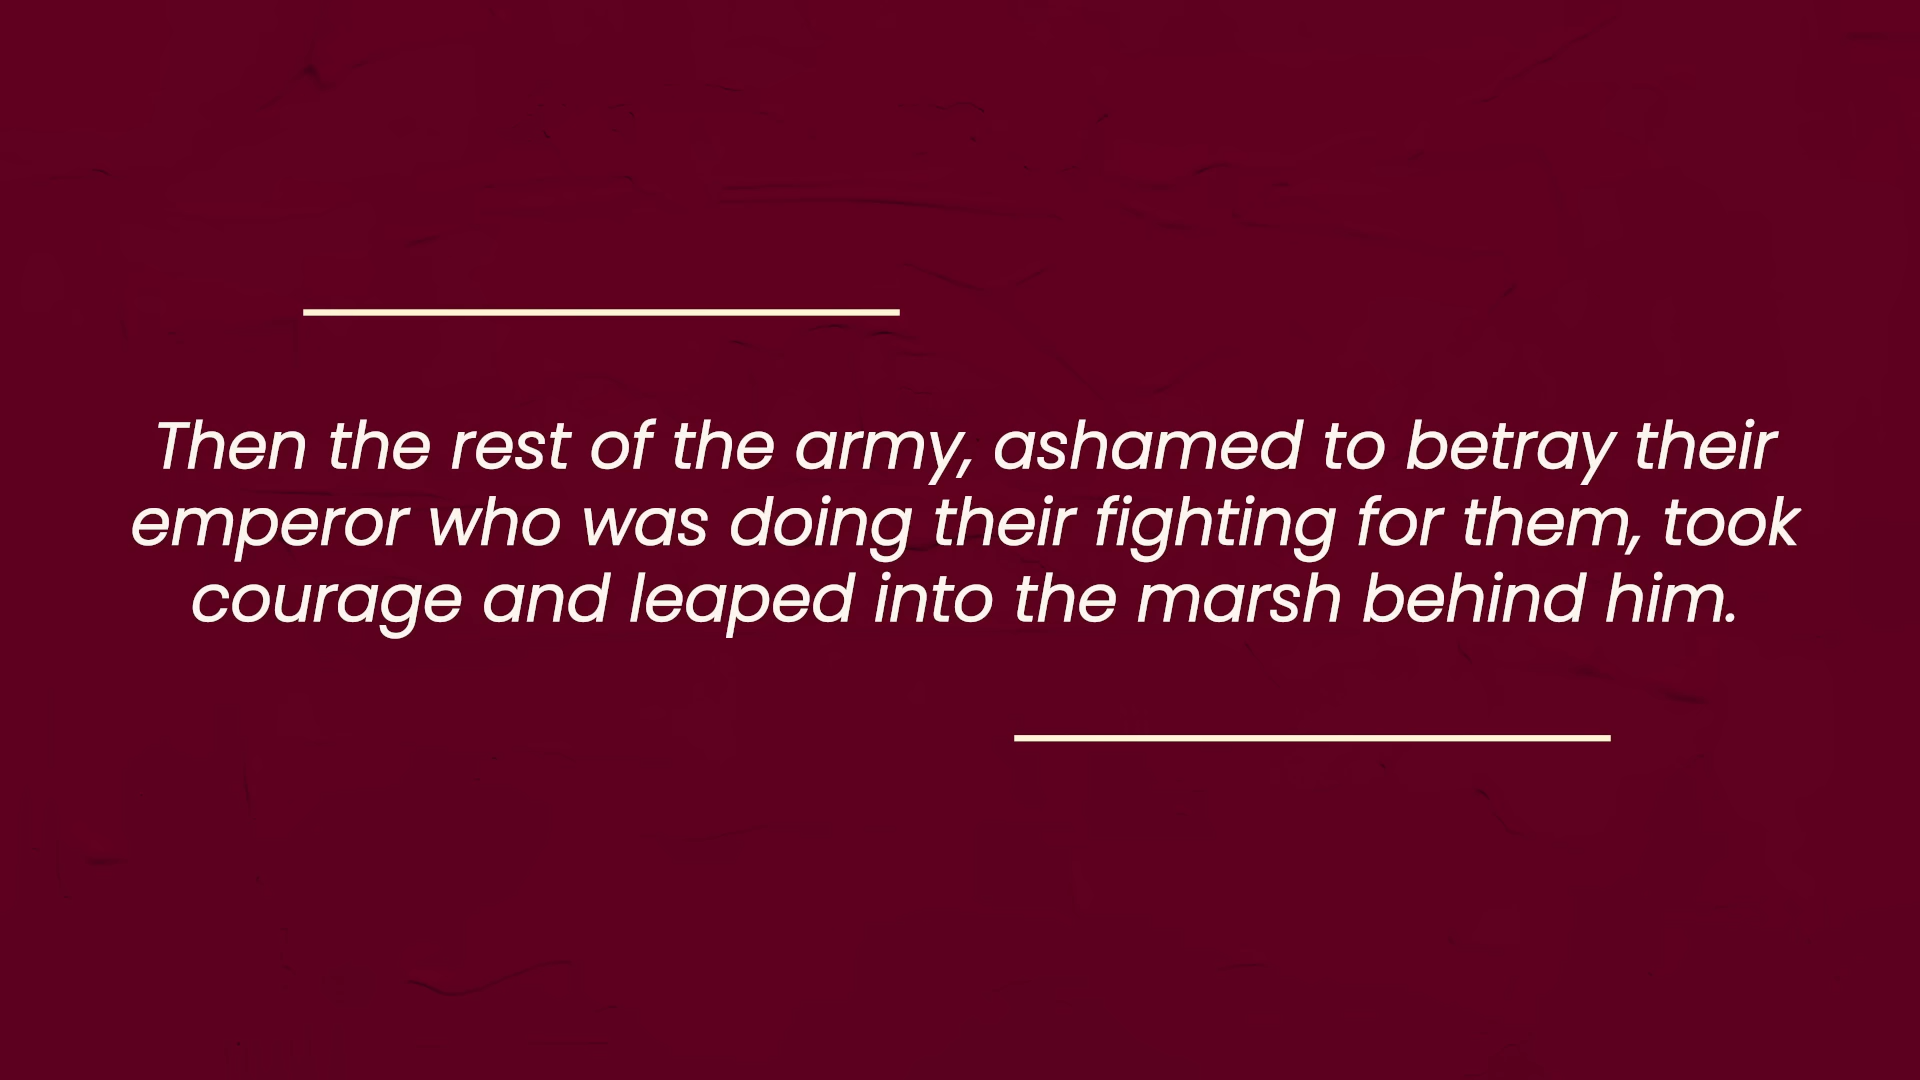 Then the rest of the army, ashamed to betray their
emperor who was doing their fighting for them, took
courage and leaped into the marsh behind him.